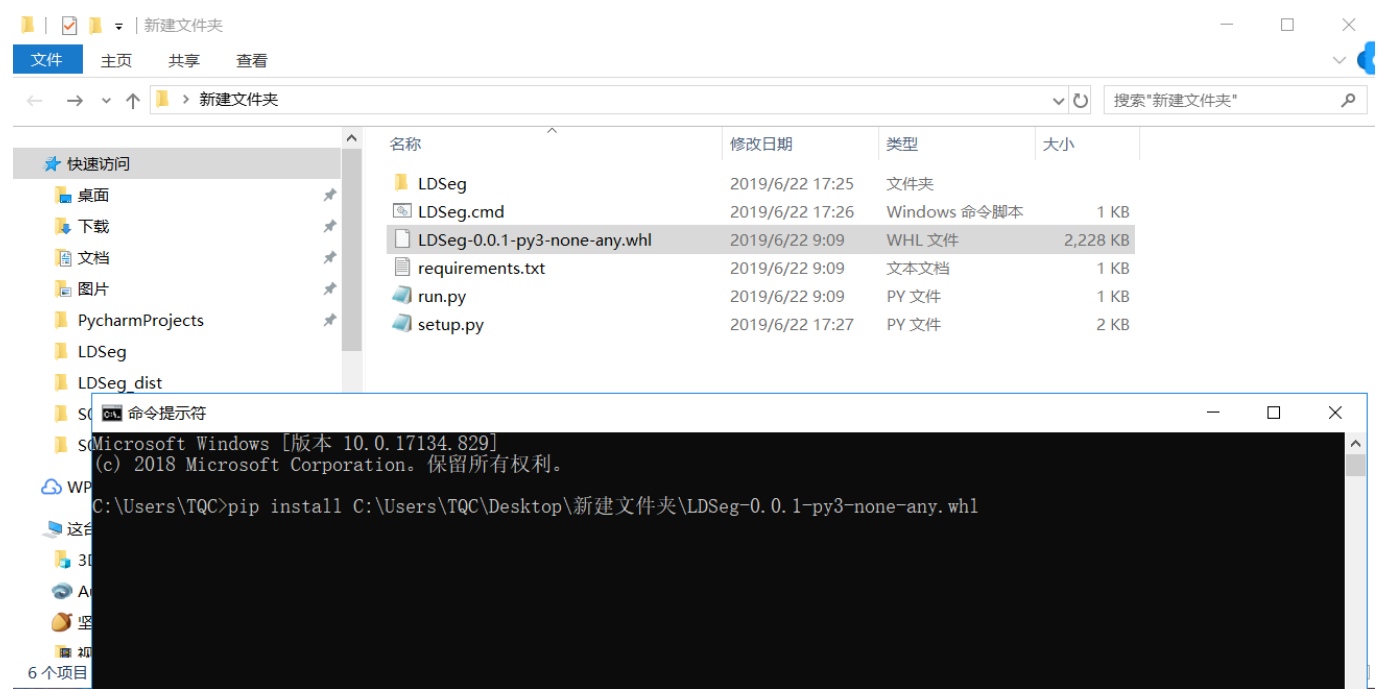 新建文件夹
文件 主页 共享 查看
新建文件夹 搜索"新建文件夹"
名称 修改日期 类型 大小
快速访问
桌面
下载
文档
图片
PycharmProjects
LDSeg
LDSeg_dist
LDSeg 2019/6/22 17:25 文件夹
LDSeg.cmd 2019/6/22 17:26 Windows 命令脚本 1 KB
LDSeg-0.0.1-py3-none-any.whl 2019/6/22 9:09 WHL 文件 2,228 KB
requirements.txt 2019/6/22 9:09 文本文档 1 KB
run.py 2019/6/22 9:09 PY 文件 1 KB
setup.py 2019/6/22 17:27 PY 文件 2 KB
WP
3D
6 个项目
命令提示符
Microsoft Windows [版本 10.0.17134.829]
(c) 2018 Microsoft Corporation。保留所有权利。
C:\Users\TQC>pip install C:\Users\TQC\Desktop\新建文件夹\LDSeg-0.0.1-py3-none-any.whl